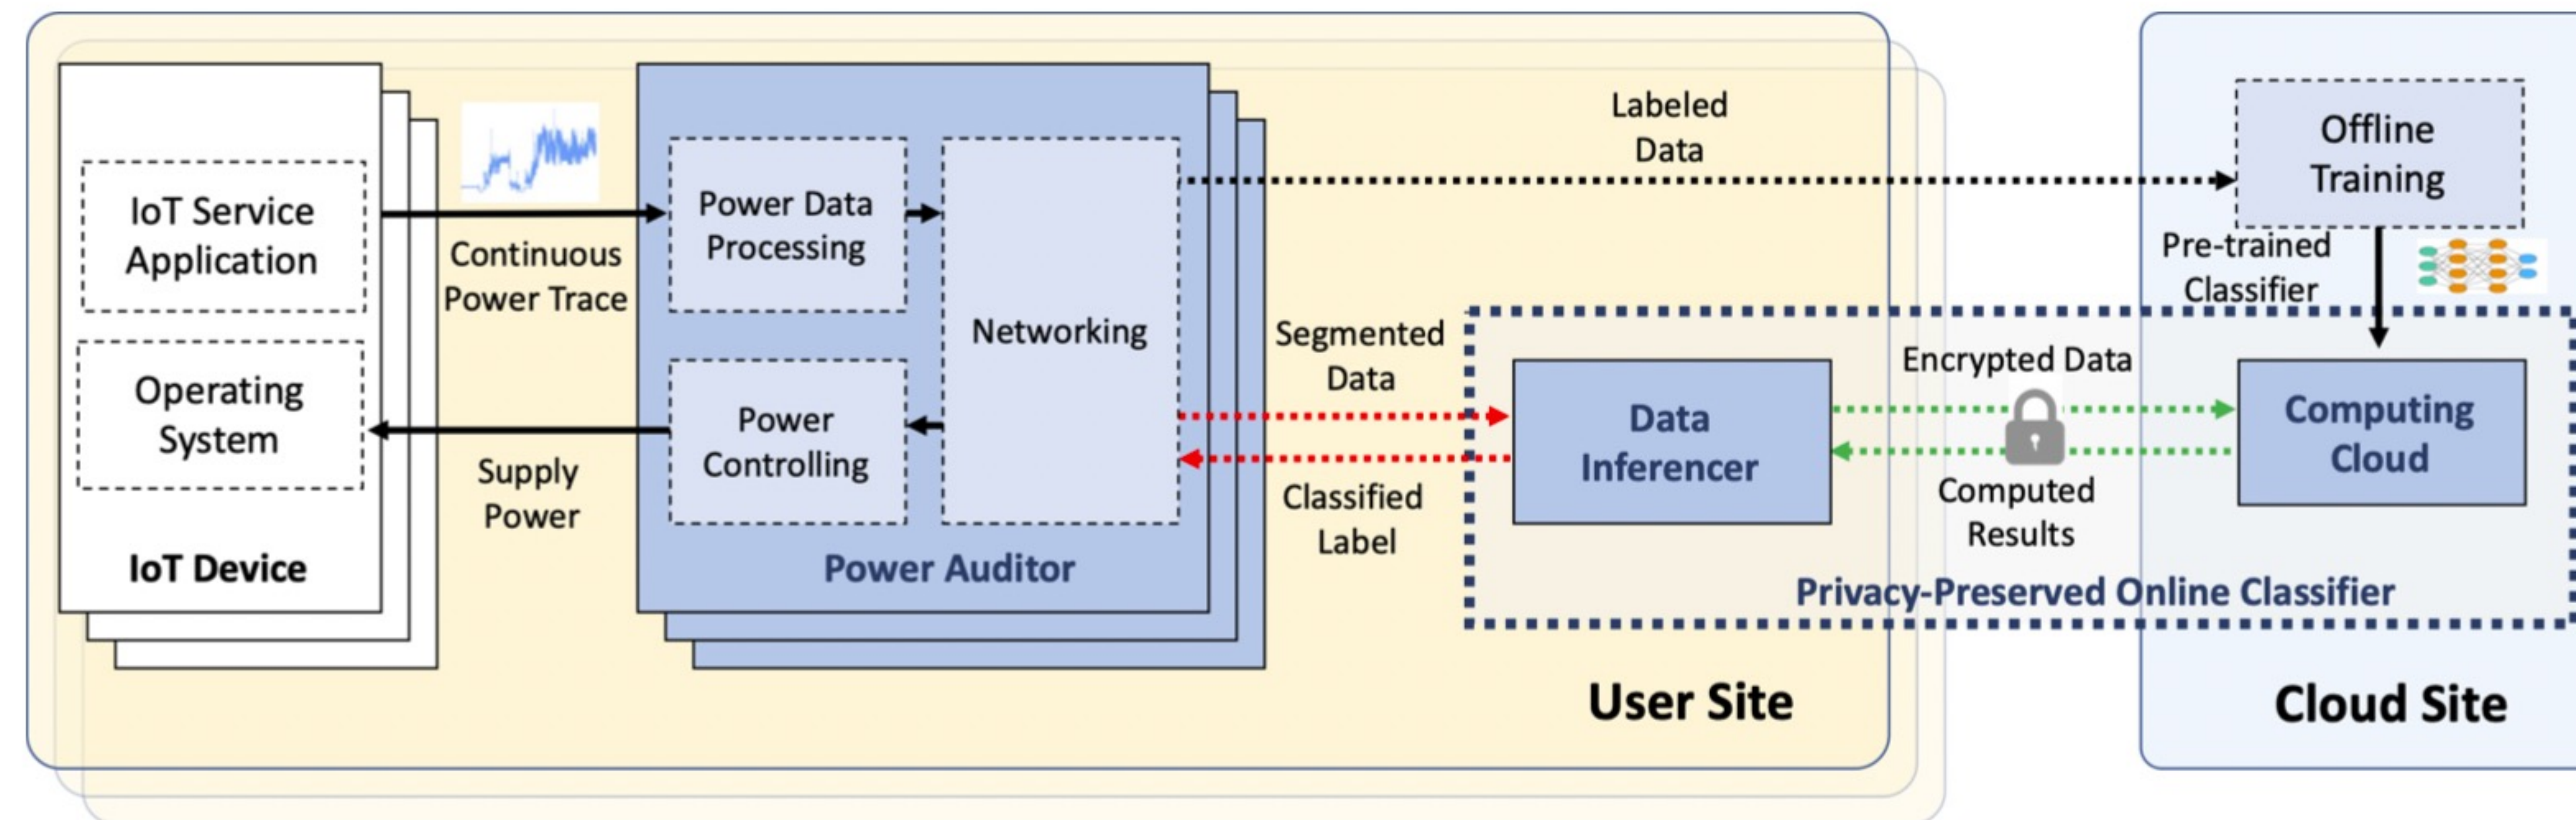 IoT Service
Application
Operating
System
IoT Device
Continuous
Power Trace
Supply
Power
Power Data
Processing
Power
Controlling
Networking
Power Auditor
Labeled
Data
Segmented
Data
Classified
Label
Data
Inferencer
Encrypted Data
Computed
Results
Privacy-Preserved Online Classifier
User Site
Offline
Training
Pre-trained
Classifier
Computing
Cloud
Cloud Site